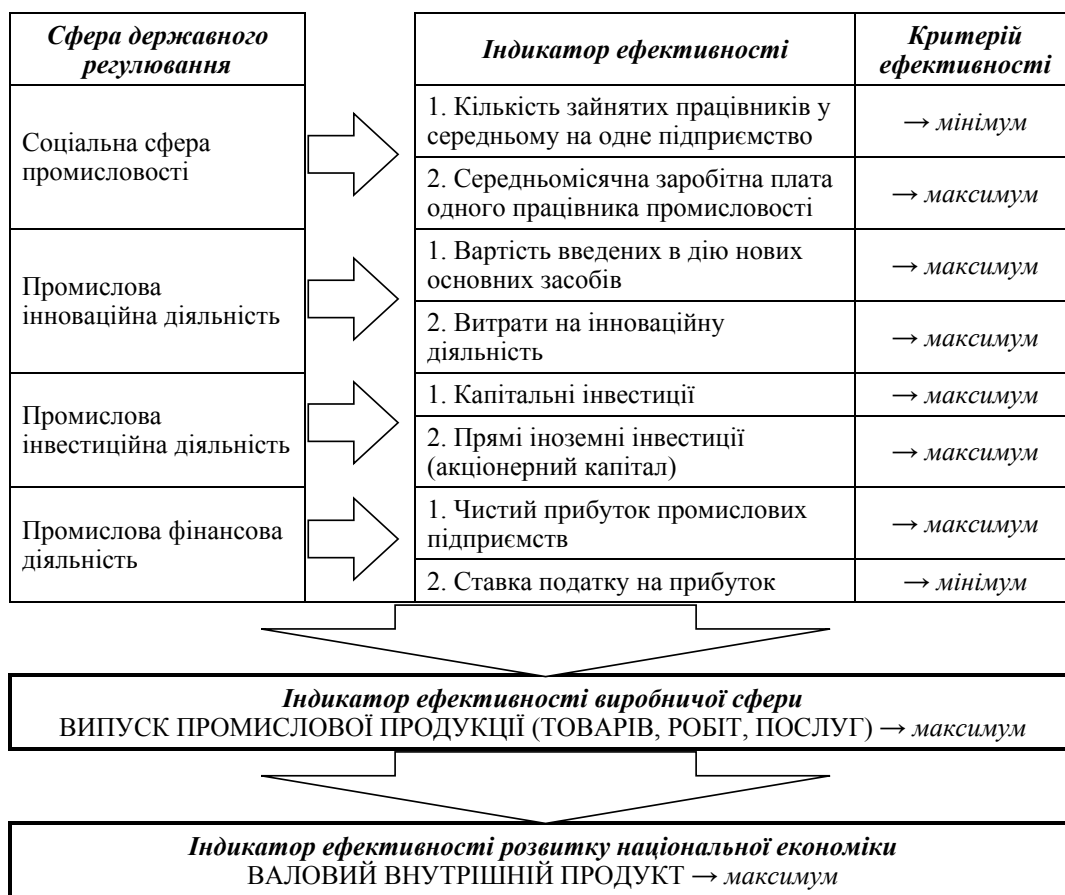 Сфера державного
регулювання
Індикатор ефективності
Критерій
ефективності
Соціальна сфера
промисловості
1. Кількість зайнятих працівників у
середньому на одне підприємство
→ мінімум
2. Середньомісячна заробітна плата
одного працівника промисловості
→ максимум
Промислова
інноваційна діяльність
1. Вартість введених в дію нових
основних засобів
→ максимум
2. Витрати на інноваційну
діяльність
→ максимум
Промислова
інвестиційна діяльність
1. Капітальні інвестиції
→ максимум
2. Прямі іноземні інвестиції
(акціонерний капітал)
→ максимум
Промислова фінансова
діяльність
1. Чистий прибуток промислових
підприємств
→ максимум
2. Ставка податку на прибуток
→ мінімум
Індикатор ефективності виробничої сфери
ВИПУСК ПРОМИСЛОВОЇ ПРОДУКЦІЇ (ТОВАРІВ, РОБІТ, ПОСЛУГ) → максимум
Індикатор ефективності розвитку національної економіки
ВАЛОВИЙ ВНУТРІШНІЙ ПРОДУКТ → максимум